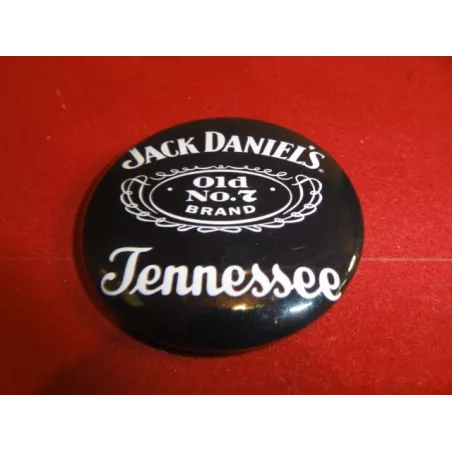 JACK DANIEL'S
Old
No.7
BRAND
Tennessee